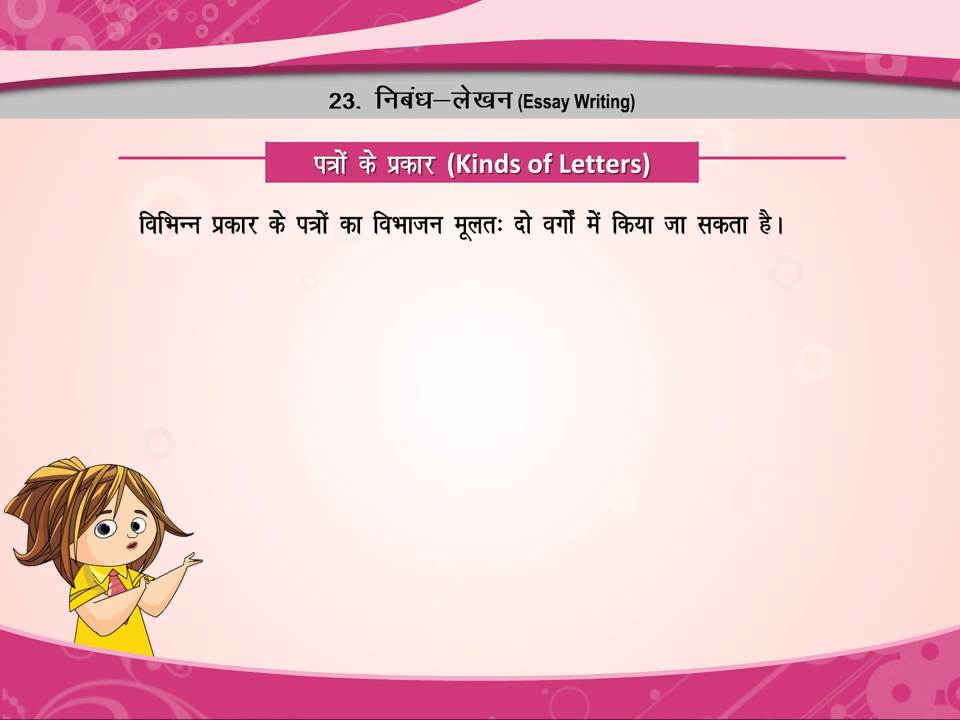 23. निबंध–लेखन (Essay Writing)
पत्रों के प्रकार (Kinds of Letters)
विभिन्न प्रकार के पत्रों का विभाजन मूलतः दो वर्गों में किया जा सकता है।